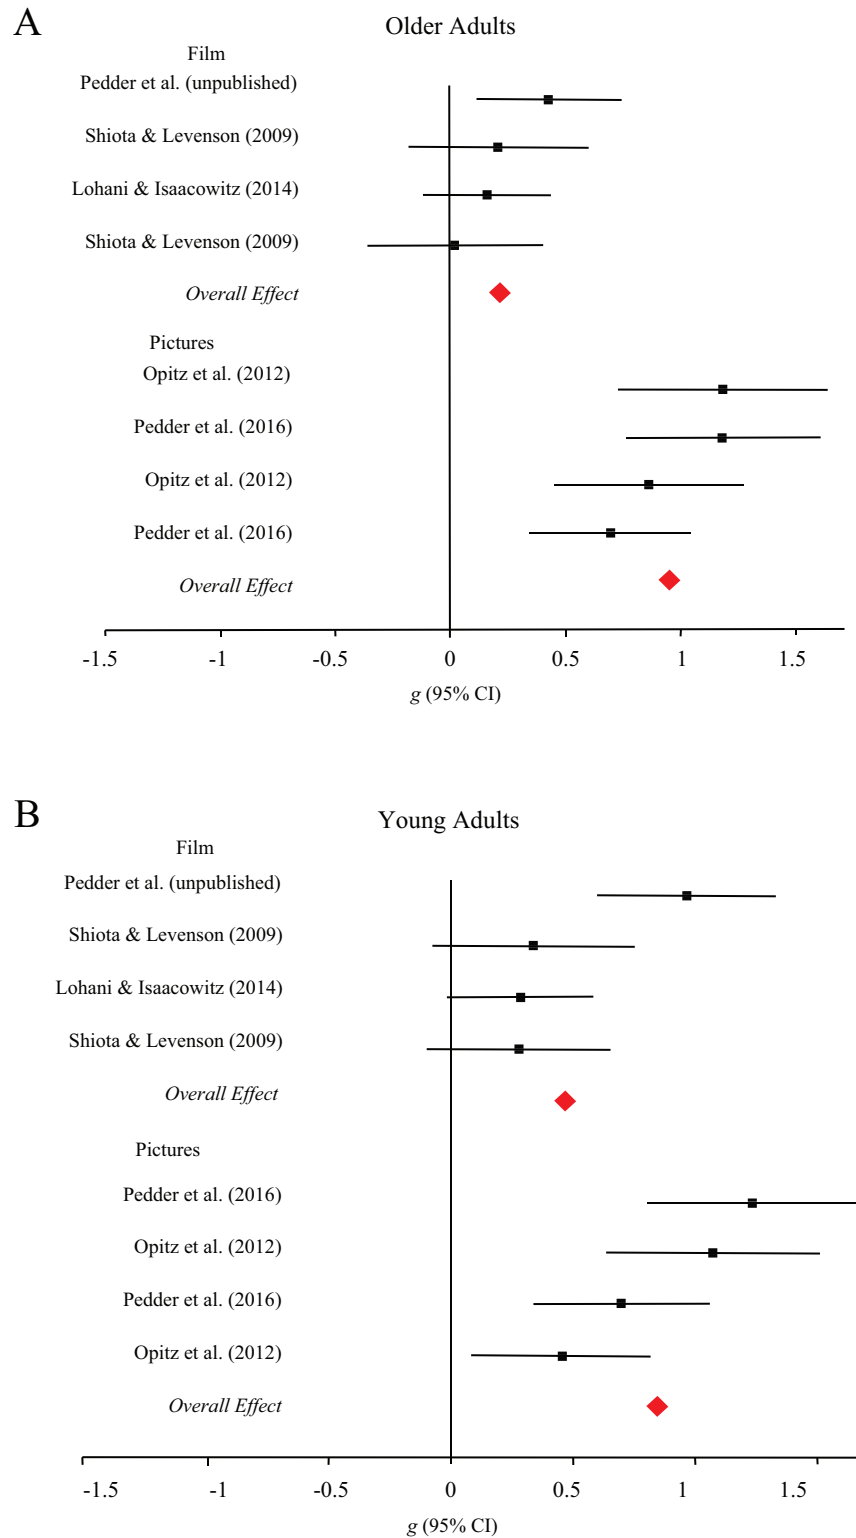 A
Older Adults
Film
Pedder et al. (unpublished)
Shiota & Levenson (2009)
Lohani & Isaacowitz (2014)
Shiota & Levenson (2009)
Overall Effect
Pictures
Opitz et al. (2012)
Pedder et al. (2016)
Opitz et al. (2012)
Pedder et al. (2016)
Overall Effect
-1.5 -1 -0.5 0 0.5 1 1.5
g (95% CI)
B
Young Adults
Film
Pedder et al. (unpublished)
Shiota & Levenson (2009)
Lohani & Isaacowitz (2014)
Shiota & Levenson (2009)
Overall Effect
Pictures
Pedder et al. (2016)
Opitz et al. (2012)
Pedder et al. (2016)
Opitz et al. (2012)
Overall Effect
-1.5 -1 -0.5 0 0.5 1 1.5
g (95% CI)